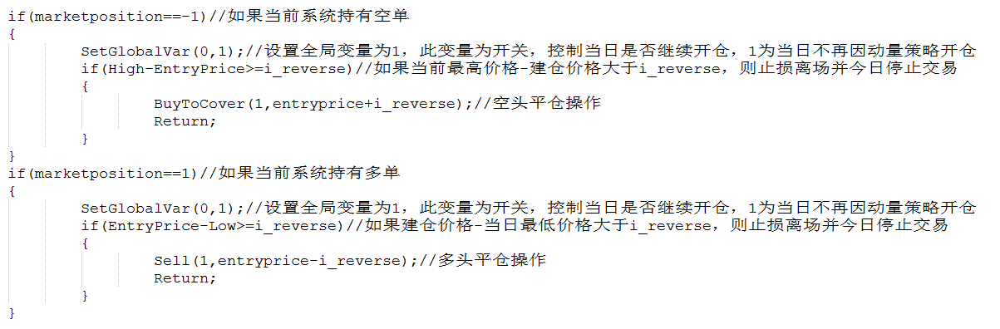 if(marketposition==-1)//如果当前系统持有空单
{
SetGlobalVar(0,1);//设置全局变量为1，此变量为开关，控制当日是否继续开仓，1为当日不再因动量策略开仓
if(High-EntryPrice>=i_reverse)//如果当前最高价格-建仓价格大于i_reverse，则止损离场并今日停止交易
{
BuyToCover(1,entryprice+i_reverse);//空头平仓操作
Return;
}
}
if(marketposition==1)//如果当前系统持有多单
{
SetGlobalVar(0,1);//设置全局变量为1，此变量为开关，控制当日是否继续开仓，1为当日不再因动量策略开仓
if(EntryPrice-Low>=i_reverse)//如果建仓价格-当日最低价格大于i_reverse，则止损离场并今日停止交易
{
Sell(1,entryprice-i_reverse);//多头平仓操作
Return;
}
}